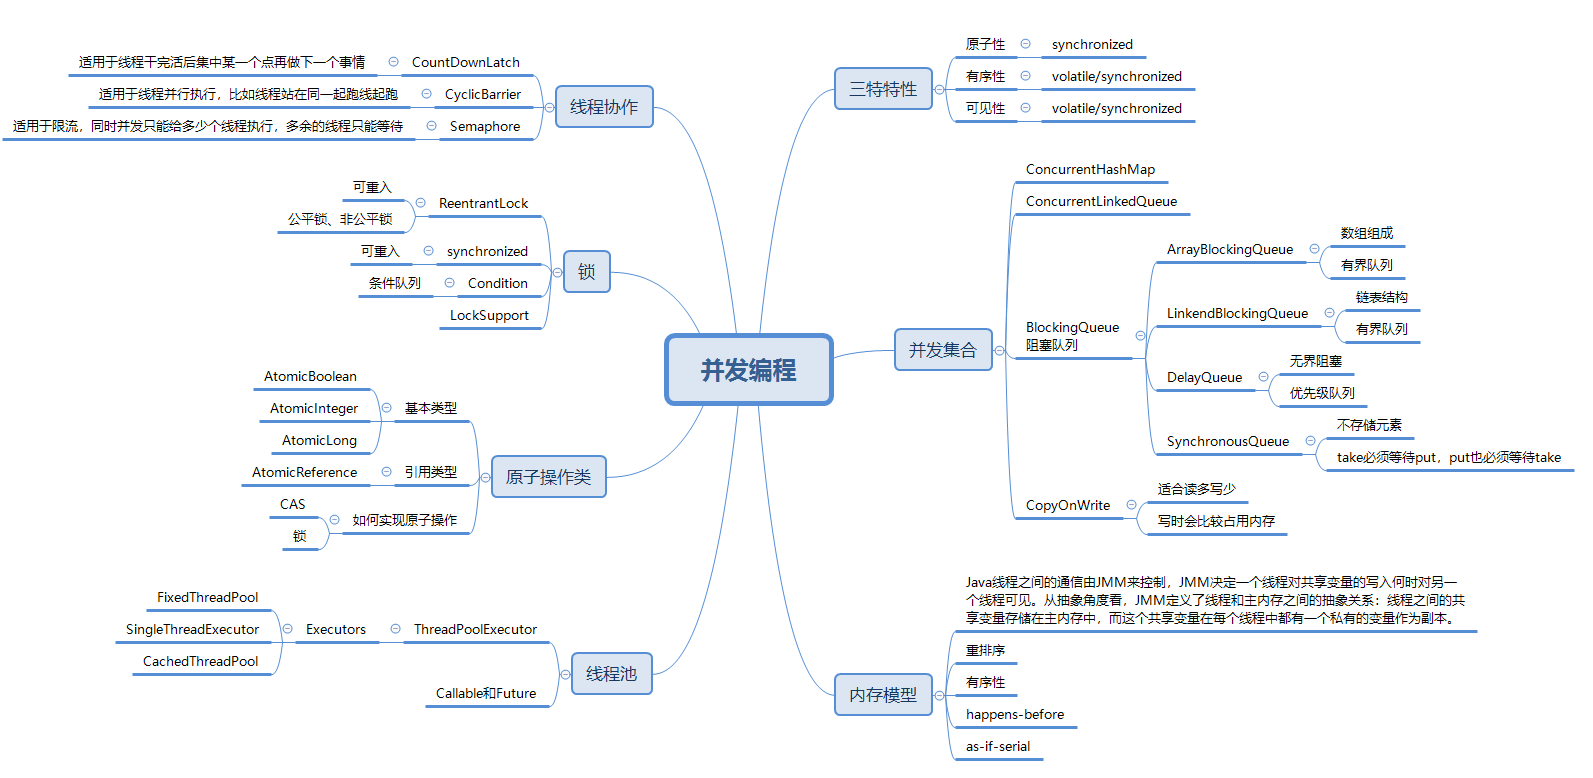 并发编程
三特特性
原子性
synchronized
有序性
volatile/synchronized
可见性
volatile/synchronized
并发集合
ConcurrentHashMap
ConcurrentLinkedQueue
BlockingQueue
阻塞队列
ArrayBlockingQueue
数组组成
有界队列
LinkendBlockingQueue
链表结构
有界队列
DelayQueue
无界阻塞
优先级队列
SynchronousQueue
不存储元素
take必须等待put，put也必须等待take
CopyOnWrite
适合读多写少
写时会比较占用内存
内存模型
Java线程之间的通信由JMM来控制，JMM决定一个线程对共享变量的写入何时对另一
个线程可见。从抽象角度看，JMM定义了线程和主内存之间的抽象关系：线程之间的共
享变量存储在主内存中，而这个共享变量在每个线程中都有一个私有的变量作为副本。
重排序
有序性
happens-before
as-if-serial
线程协作
CountDownLatch
适用于线程干完活后集中某一个点再做下一个事情
CyclicBarrier
适用于线程并行执行，比如线程站在同一起跑线起跑
Semaphore
适用于限流，同时并发只能给多少个线程执行，多余的线程只能等待
锁
ReentrantLock
可重入
公平锁、非公平锁
synchronized
可重入
Condition
条件队列
LockSupport
原子操作类
基本类型
AtomicBoolean
AtomicInteger
AtomicLong
引用类型
AtomicReference
如何实现原子操作
CAS
锁
线程池
ThreadPoolExecutor
Executors
FixedThreadPool
SingleThreadExecutor
CachedThreadPool
Callable和Future